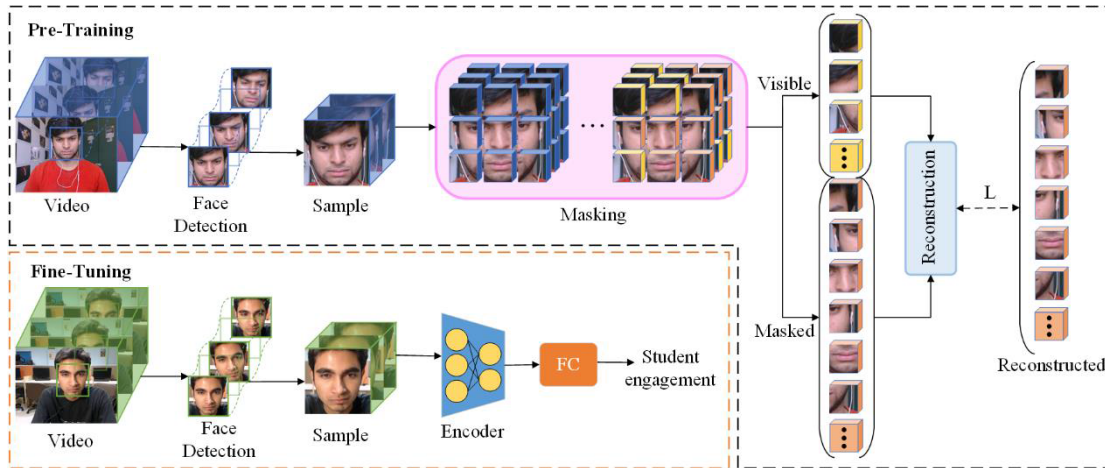 Pre-Training
Video
Face
Detection
Sample
Masking
Visible
Masked
Reconstruction
L
Reconstructed
Fine-Tuning
Video
Face
Detection
Sample
Encoder
FC
Student
engagement